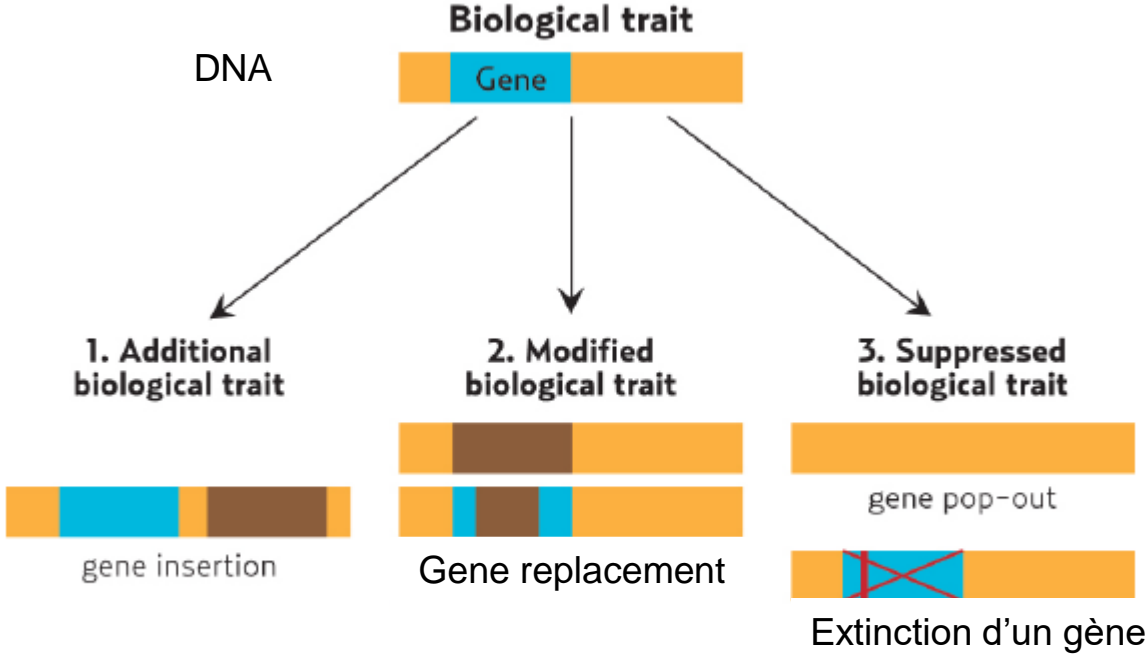 Biological trait
DNA
Gene
1. Additional
biological trait
2. Modified
biological trait
3. Suppressed
biological trait
gene insertion
Gene replacement
gene pop-out
Extinction d’un gène